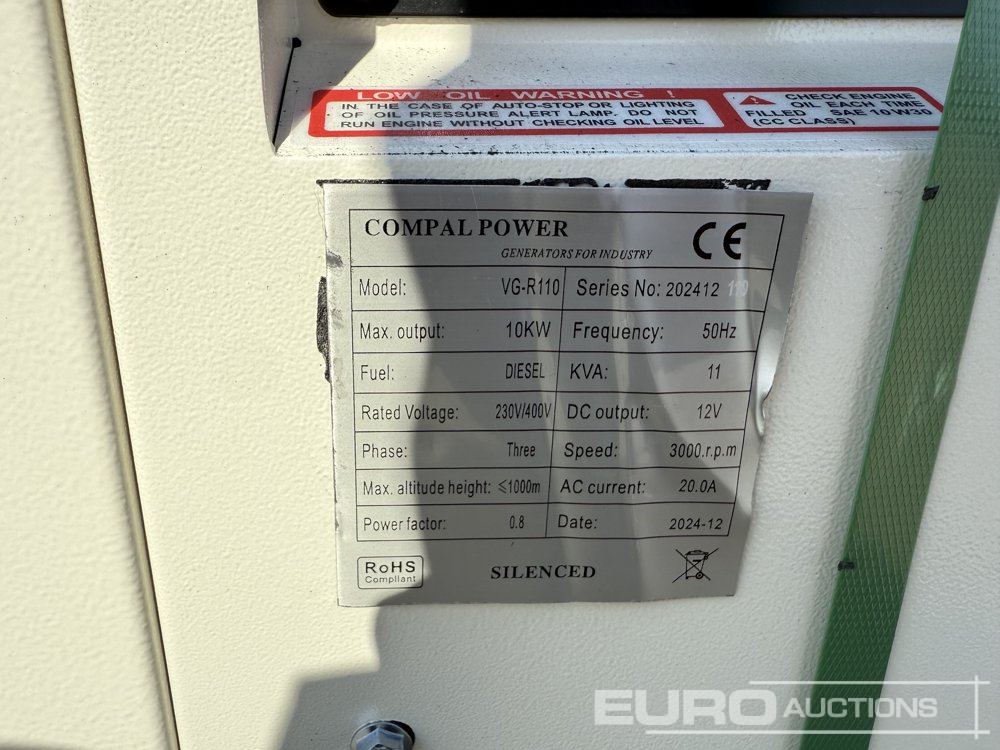 LOW OIL WARNING !
IN THE CASE OF AUTO-STOP OR LIGHTING
OF OIL PRESSURE ALERT LAMP. DO NOT
RUN ENGINE WITHOUT CHECKING OIL LEVEL
CHECK ENGINE
OIL EACH TIME
FILLED SAE 10W30
(CC CLASS)
COMPAL POWER
GENERATORS FOR INDUSTRY
CE
Model: VG-R110 Series No: 202412 110
Max. output: 10KW Frequency: 50Hz
Fuel: DIESEL KVA: 11
Rated Voltage: 230V/400V DC output: 12V
Phase: Three Speed: 3000.r.p.m
Max. altitude height: ≤1000m AC current: 20.0A
Power factor: 0.8 Date: 2024-12
RoHS
Compliant
SILENCED
EURO AUCTIONS